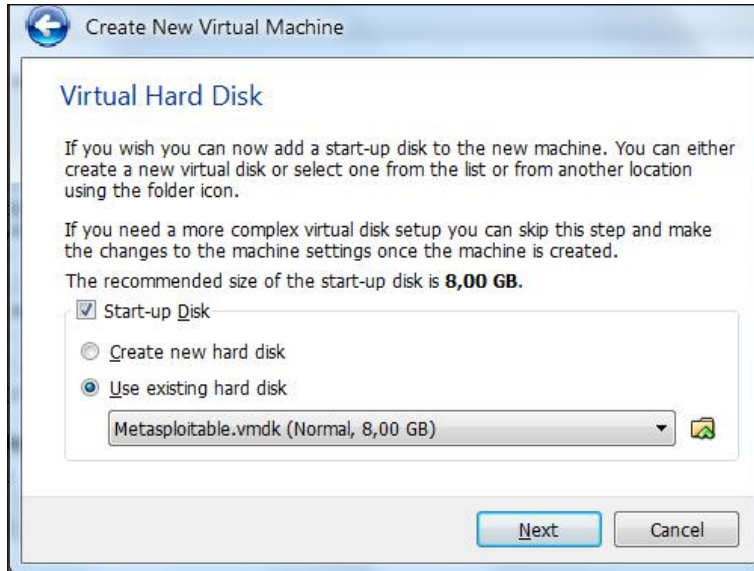 Create New Virtual Machine
Virtual Hard Disk
If you wish you can now add a start-up disk to the new machine. You can either
create a new virtual disk or select one from the list or from another location
using the folder icon.
If you need a more complex virtual disk setup you can skip this step and make
the changes to the machine settings once the machine is created.
The recommended size of the start-up disk is 8,00 GB.
Start-up Disk
Create new hard disk
Use existing hard disk
Metasploitable.vmdk (Normal, 8,00 GB)
Next Cancel